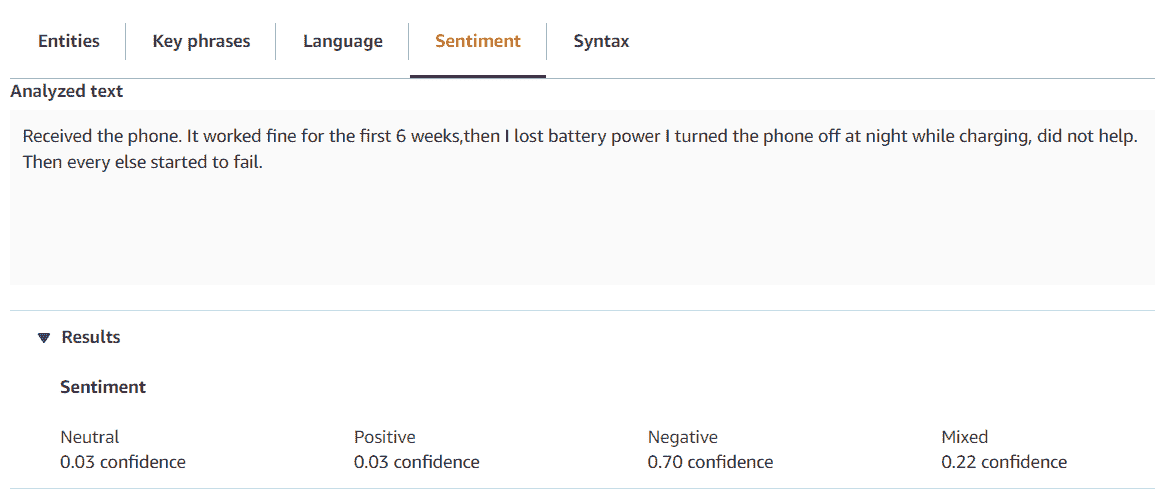 Entities Key phrases Language Sentiment Syntax
Analyzed text
Received the phone. It worked fine for the first 6 weeks,then I lost battery power I turned the phone off at night while charging, did not help.
Then every else started to fail.
Results
Sentiment
Neutral Positive Negative Mixed
0.03 confidence 0.03 confidence 0.70 confidence 0.22 confidence